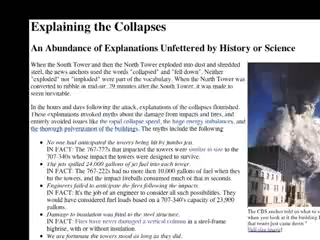 Explaining the Collapses
An Abundance of Explanations Unfettered by History or Science
When the South Tower and then the North Tower exploded into dust and shredded
steel, the news anchors used the words "collapsed" and "fell down". Neither
"exploded" nor "imploded" were part of the vocabulary. When the North Tower was
converted to rubble in mid-air 29 minutes after the South Tower, it was made to
seem inevitable.
In the hours and days following the attack, explanations of the collapses flourished.
These explanations invoked myths about the damage from impacts and fires, and
entirely avoided issues like the rapid collapse speed, the huge energy imbalances, and
the thorough pulverization of the buildings. The myths include the following
No one had anticipated the towers being hit by jumbo jets.
IN FACT: The 767-???s that impacted the towers were similar in size to the
707-340s whose impact the towers were designed to survive.
The jets spilled 24,000 gallons of jet fuel into each tower.
IN FACT: The 767-222s had no more then 10,000 gallons of fuel when they
hit the towers, and the impact fireballs consumed much of that in seconds.
Engineers failed to anticipate the fires following the impacts.
IN FACT: It's the job of an engineer to consider all such possibilities. They
would have considered fuel loads based on a 707-340's capacity of 23,900
gallons.
Damage to insulation was fatal to the steel structure.
IN FACT: Fires have never damaged a vertical column in a steel-frame
highrise, with or without insulation.
We are fortunate the towers stood as long as they did.
The CBS anchor told us what to s
when you look at it the building h
that tower just came down."
[full-size image]